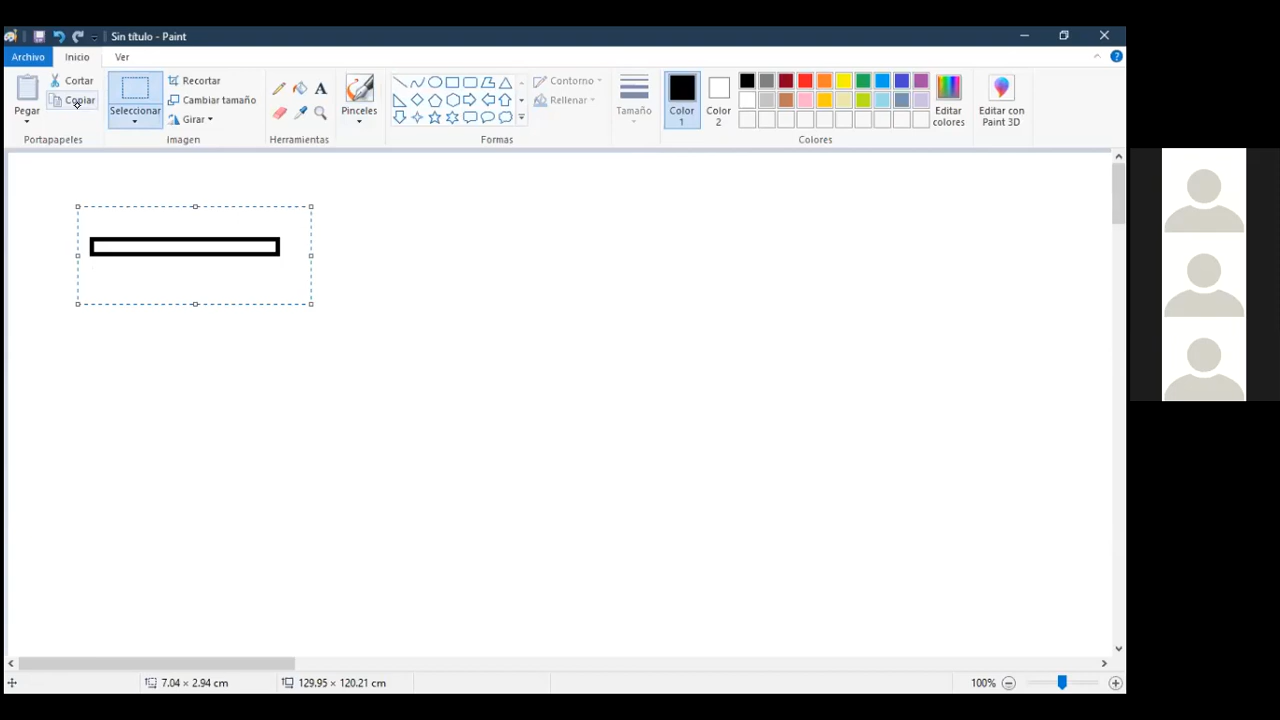 Sin título - Paint
Archivo
Inicio
Ver
Pegar
Cortar
Copiar
Portapapeles
Seleccionar
Recortar
Cambiar tamaño
Girar
Imagen
A
Herramientas
Pinceles
Contorno
Rellenar
Formas
Tamaño
Color
1
Color
2
Editar
colores
Colores
Editar con
Paint 3D
7.04 × 2.94 cm
129.95 × 120.21 cm
100%